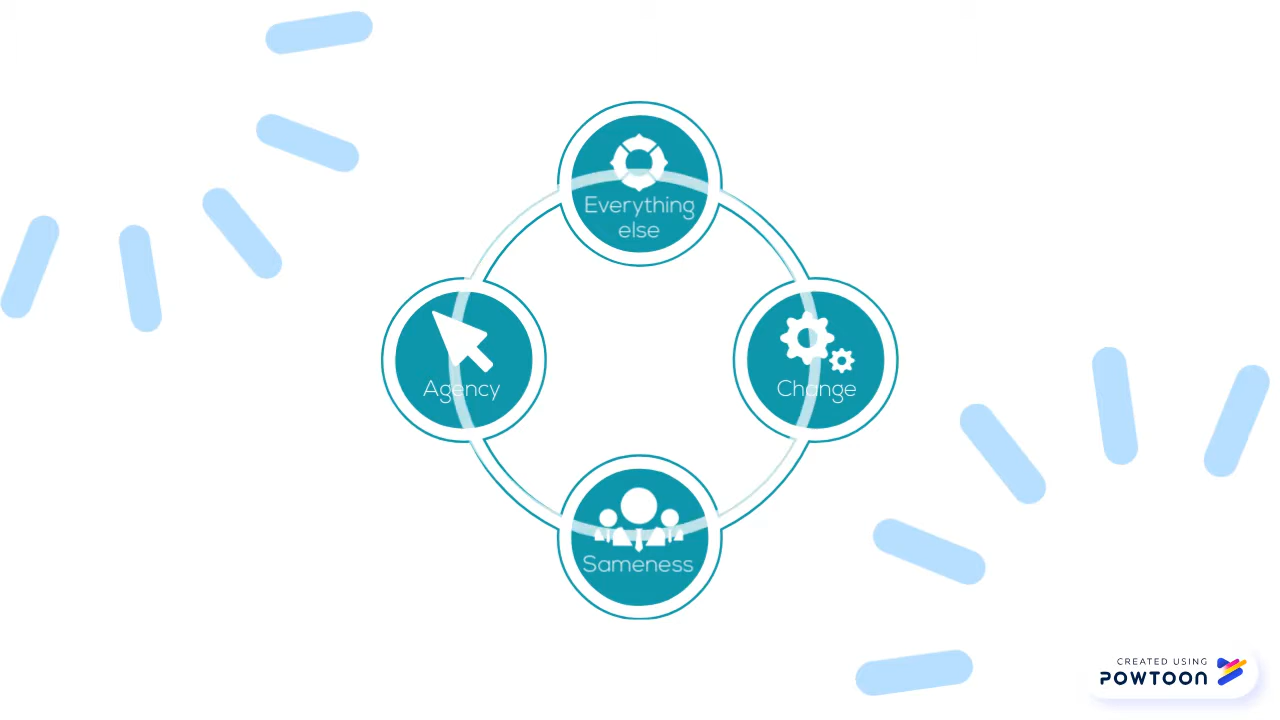 Everything
else
Agency
Change
Sameness
CREATED USING
POWTOON